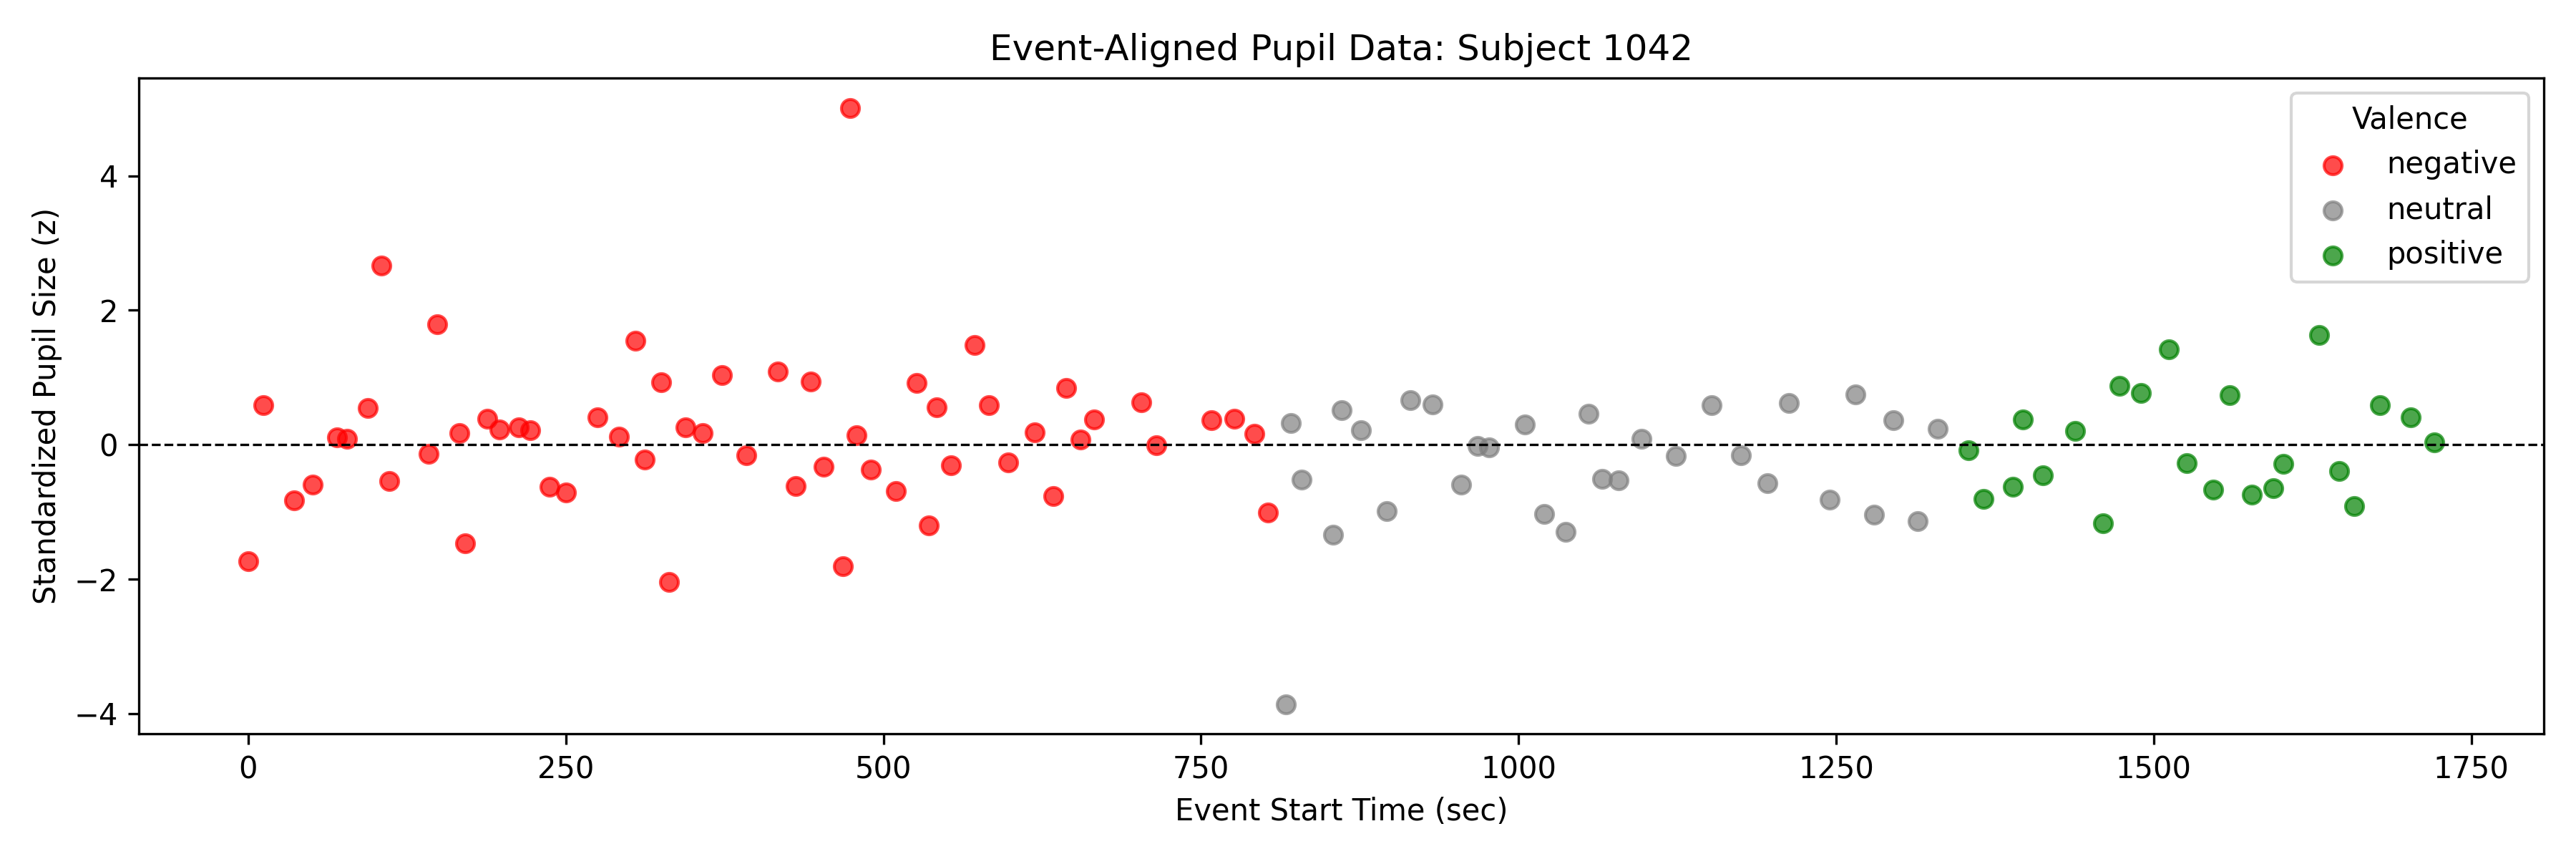 Event-Aligned Pupil Data: Subject 1042
Standardized Pupil Size (z)
4
2
0
−2
−4
Valence
negative
neutral
positive
0 250 500 750 1000 1250 1500 1750
Event Start Time (sec)